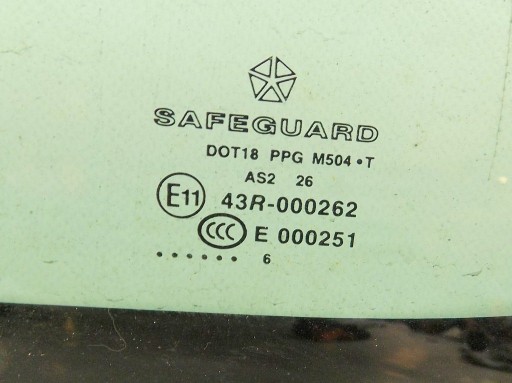 SAFEGUARD
DOT18 PPG M504•T
AS2 26
E11 43R-000262
CCC E 000251
...... 6